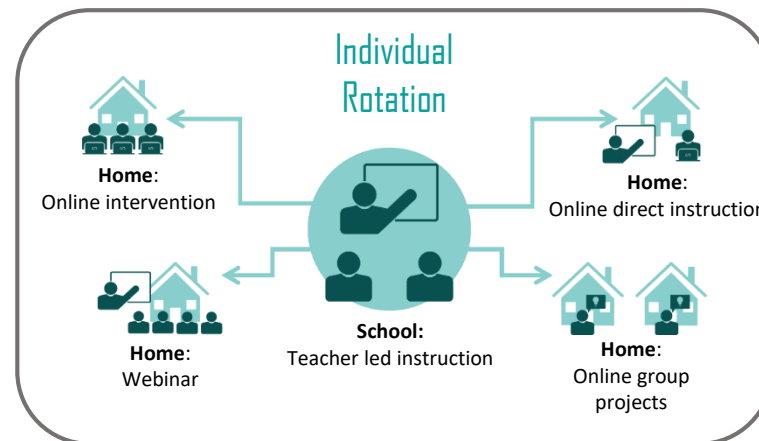 Individual
Rotation
Home:
Online intervention
Home:
Online direct instruction
Home:
Webinar
School:
Teacher led instruction
Home:
Online group
projects